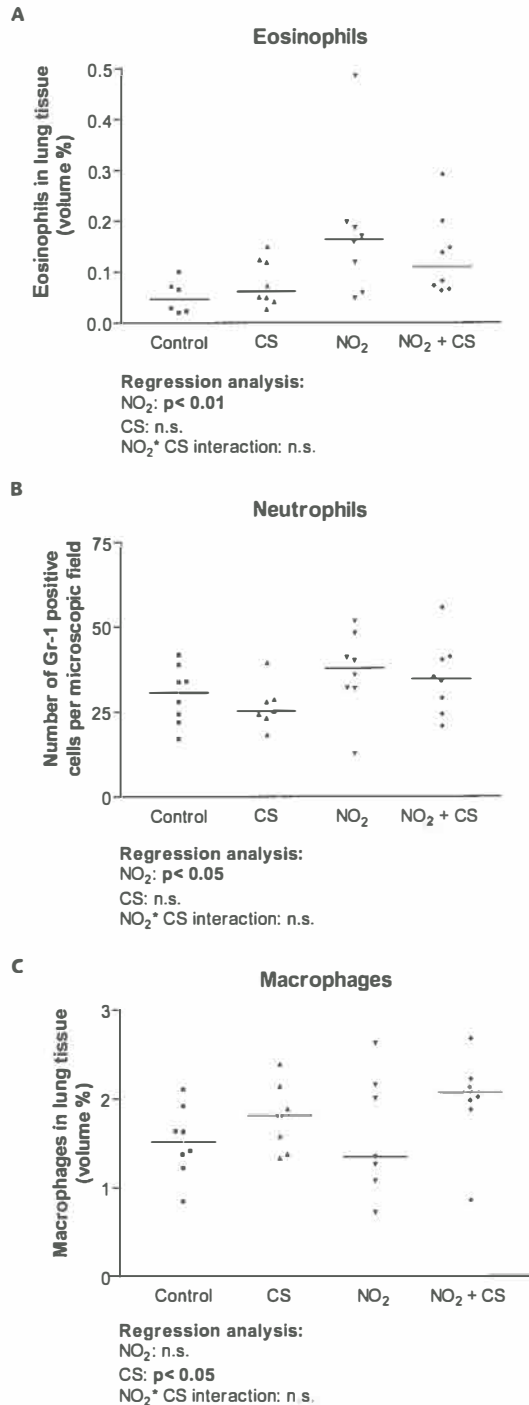 A
Eosinophils
Eosinophils in lung tissue
(volume %)
0.5
0.4
0.3
0.2
0.1
0.0
Control CS NO₂ NO₂ + CS
Regression analysis:
NO₂: p< 0.01
CS: n.s.
NO₂* CS interaction: n.s.
B
Neutrophils
Number of Gr-1 positive
cells per microscopic field
75
50
25
0
Control CS NO₂ NO₂ + CS
Regression analysis:
NO₂: p< 0.05
CS: n.s.
NO₂* CS interaction: n.s.
C
Macrophages
Macrophages in lung tissue
(volume %)
3
2
1
0
Control CS NO₂ NO₂ + CS
Regression analysis:
NO₂: n.s.
CS: p< 0.05
NO₂* CS interaction: n.s.